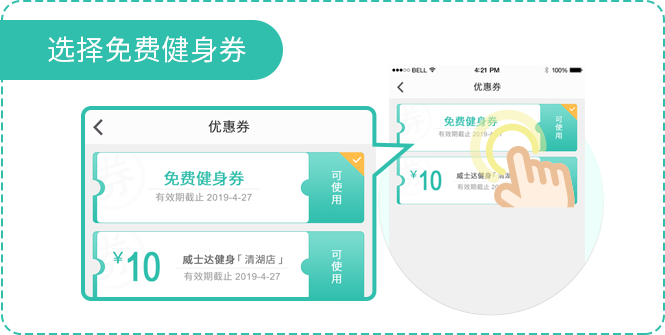 选择免费健身券
优惠券
免费健身券
有效期截止 2019-4-27
可使用
¥10
威士达健身「清湖店」
有效期截止 2019-4-27
可使用
BELL
4:21 PM
100%
优惠券
免费健身券
有效期截止 2019-4-
可使用
¥10
威士达健身「清湖
有效期截止 2019-4-27